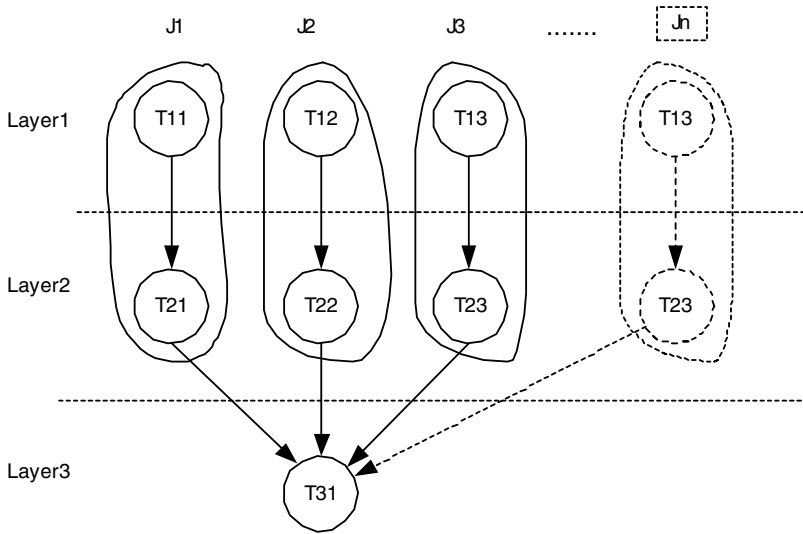 J1 J2 J3 ....... Jn
Layer1 T11 T12 T13 T13
Layer2 T21 T22 T23 T23
Layer3 T31